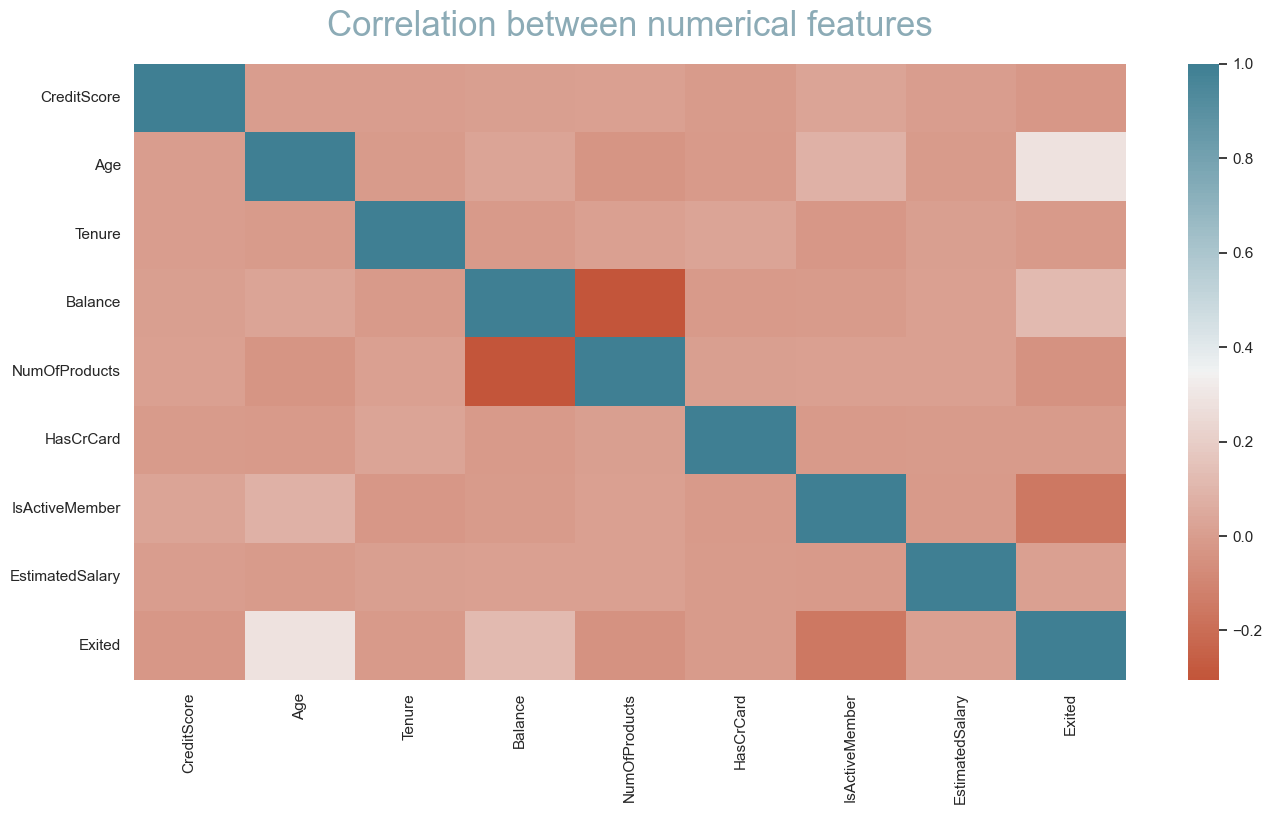 Correlation between numerical features
CreditScore
Age
Tenure
Balance
NumOfProducts
HasCrCard
IsActiveMember
EstimatedSalary
Exited
CreditScore
Age
Tenure
Balance
NumOfProducts
HasCrCard
IsActiveMember
EstimatedSalary
Exited
1.0
0.8
0.6
0.4
0.2
0.0
−0.2